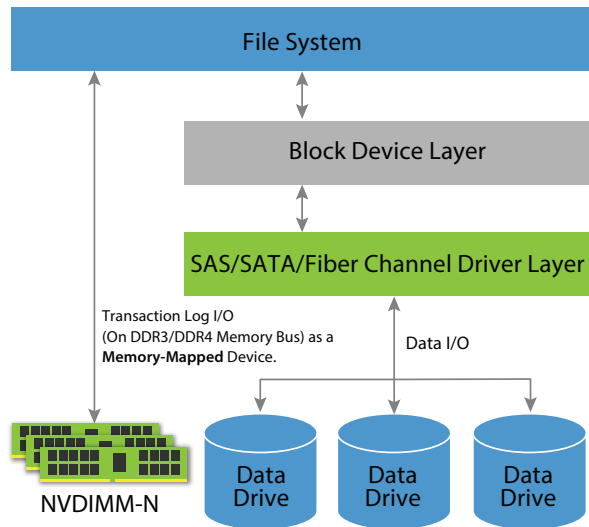 File System
Block Device Layer
SAS/SATA/Fiber Channel Driver Layer
Transaction Log I/O
(On DDR3/DDR4 Memory Bus) as a
Memory-Mapped Device.
Data I/O
NVDIMM-N
Data
Drive
Data
Drive
Data
Drive